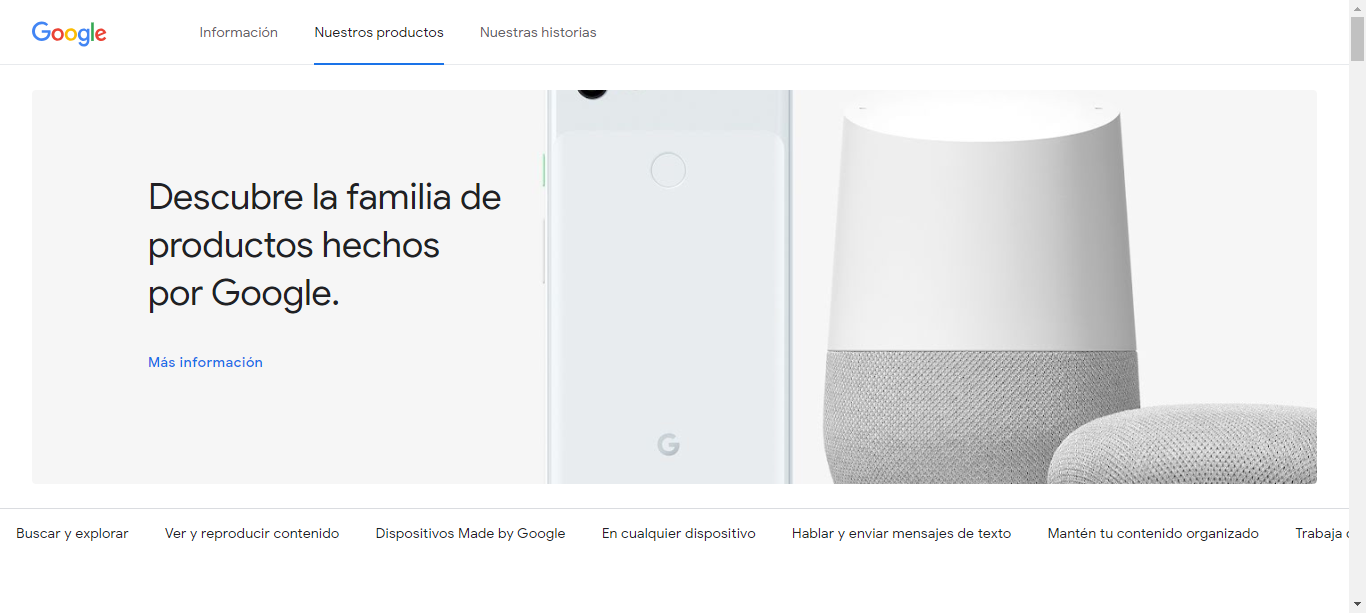 Google
Información
Nuestros productos
Nuestras historias
Descubre la familia de
productos hechos
por Google.
Más información
G
Buscar y explorar
Ver y reproducir contenido
Dispositivos Made by Google
En cualquier dispositivo
Hablar y enviar mensajes de texto
Mantén tu contenido organizado
Trabaja